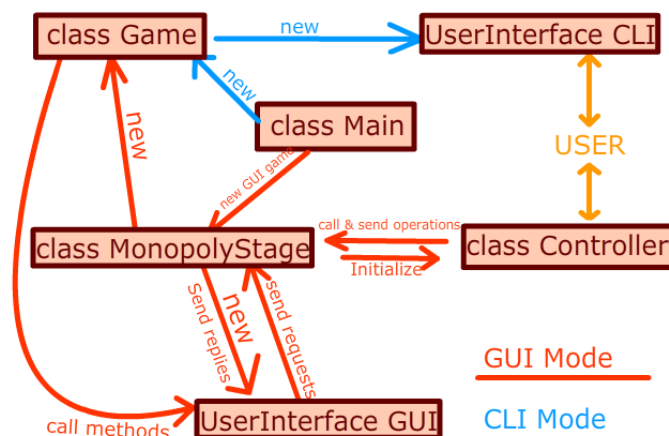 class Game
new
UserInterface CLI
new
class Main
USER
new
new GUI game
call & send operations
class MonopolyStage
class Controller
Initialize
Send replies
new
send requests
GUI Mode
CLI Mode
UserInterface GUI
call methods